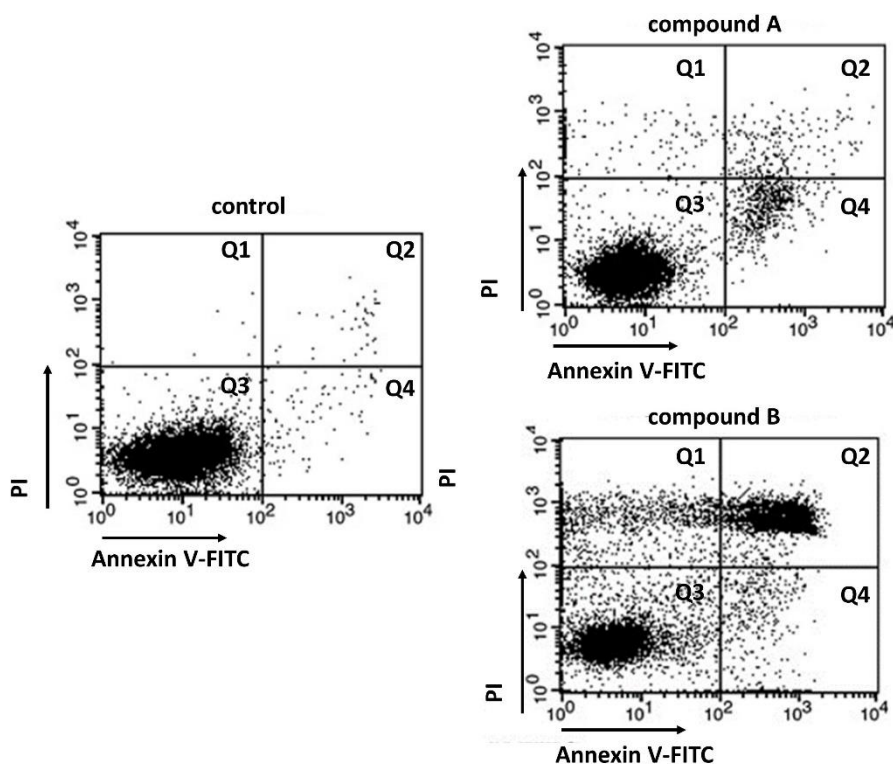 control
Q1
Q2
Q3
Q4
10⁴
10³
10²
10¹
10⁰
PI
10⁰ 10¹ 10² 10³ 10⁴
Annexin V-FITC
compound A
Q1
Q2
Q3
Q4
10⁴
10³
10²
10¹
10⁰
PI
10⁰ 10¹ 10² 10³ 10⁴
Annexin V-FITC
PI
compound B
Q1
Q2
Q3
Q4
10⁴
10³
10²
10¹
10⁰
PI
10⁰ 10¹ 10² 10³ 10⁴
Annexin V-FITC